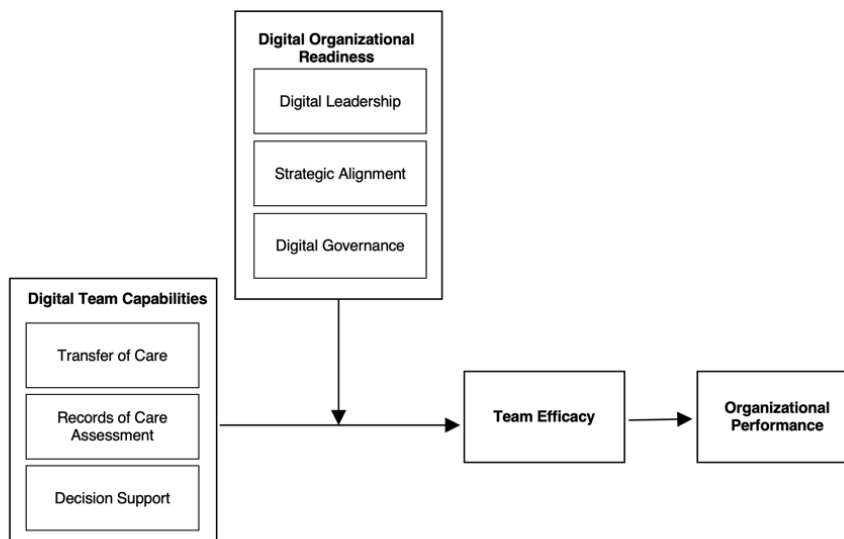 Digital Organizational
Readiness
Digital Leadership
Strategic Alignment
Digital Governance
Digital Team Capabilities
Transfer of Care
Records of Care
Assessment
Decision Support
Team Efficacy
Organizational
Performance